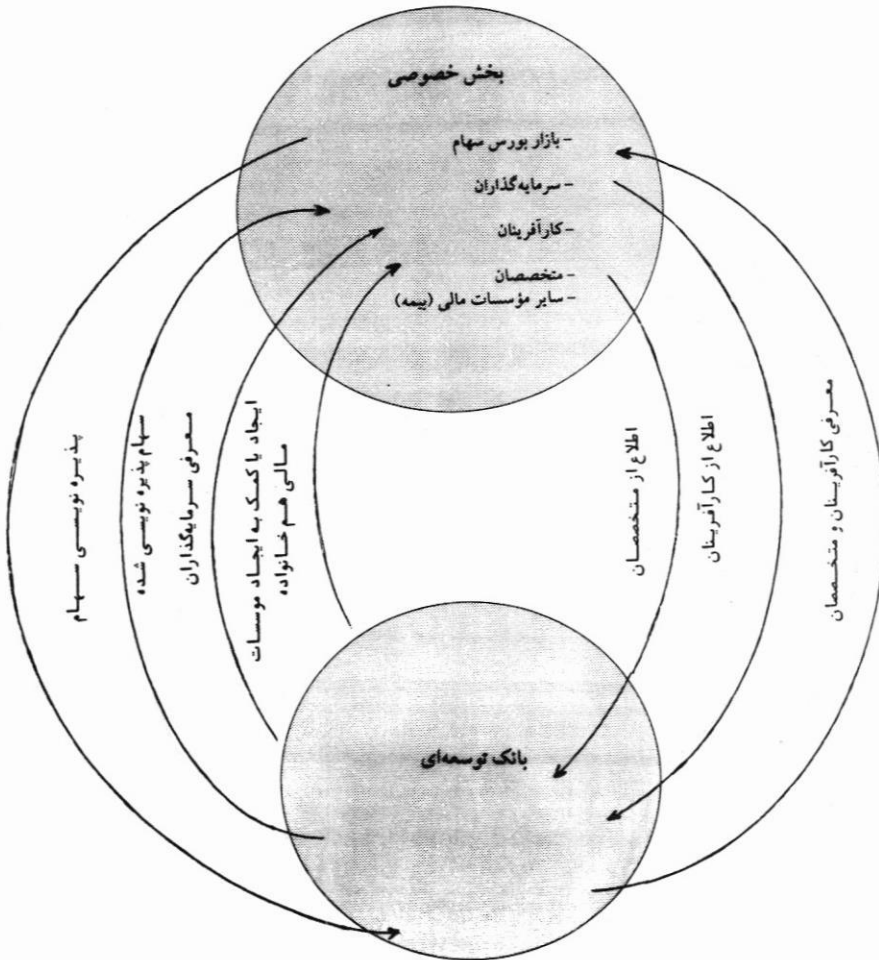 بخش خصوصی
- بازار بورس سهام
- سرمایه‌گذاران
- کارآفرینان
- متخصصان
- سایر مؤسسات مالی (بیمه)
معرفی کارآفرینان و متخصصان
اطلاع از کارآفرینان
اطلاع از متخصصان
ایجاد یا کمک به ایجاد موسسات
مالی هم خانواده
معرفی سرمایه‌گذاران
سهام پذیره نویسی شده
پذیره نویسی سهام
بانک توسعه‌ای